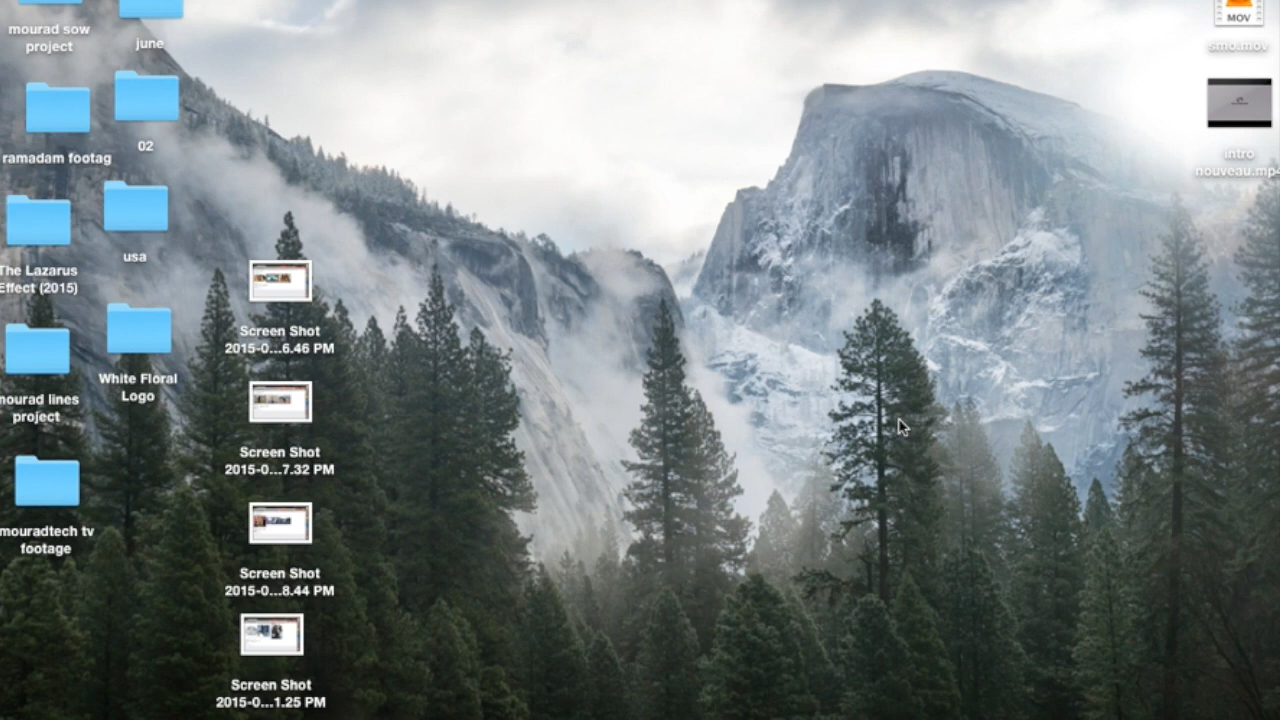 mourad sow
project
june
ramadam footag
02
The Lazarus
Effect (2015)
usa
mourad lines
project
White Floral
Logo
mouradtech tv
footage
Screen Shot
2015-0...6.46 PM
Screen Shot
2015-0...7.32 PM
Screen Shot
2015-0...8.44 PM
Screen Shot
2015-0...1.25 PM
MOV
smo.mov
intro
nouveau.mp4